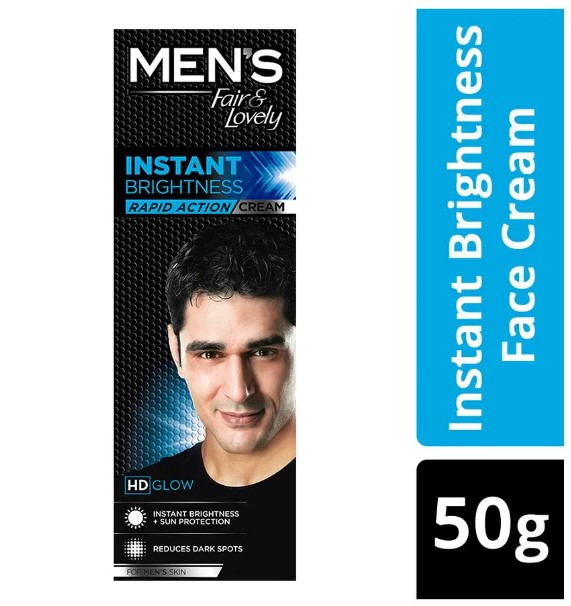 MEN'S
Fair &
Lovely
INSTANT
BRIGHTNESS
RAPID ACTION/CREAM
HD GLOW
INSTANT BRIGHTNESS
+ SUN PROTECTION
REDUCES DARK SPOTS
FOR MEN'S SKIN
Instant Brightness
Face Cream
50g